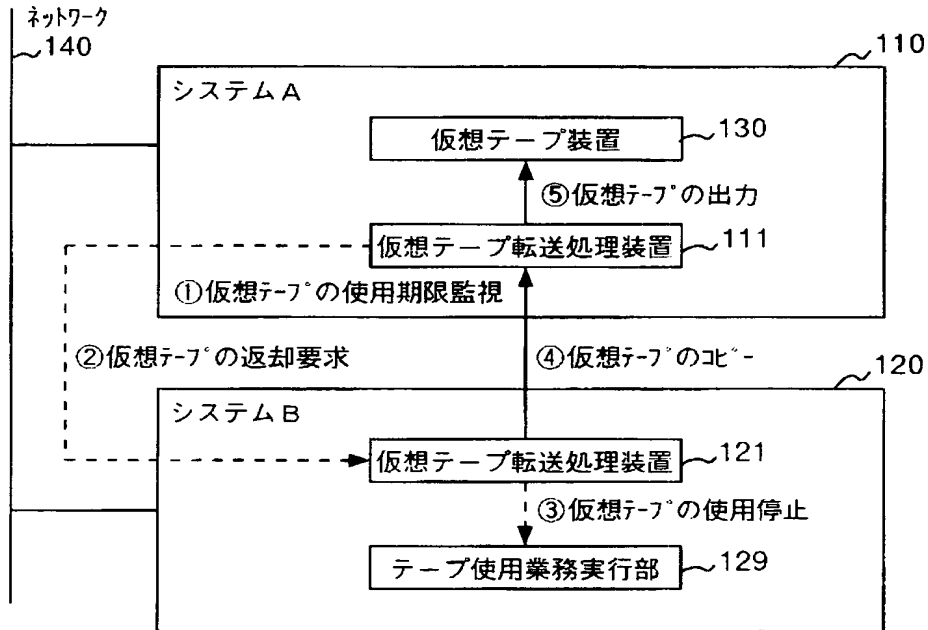 ネットワーク
140
110
システムA
仮想テープ装置
130
⑤仮想テープの出力
仮想テープ転送処理装置
111
①仮想テープの使用期限監視
②仮想テープの返却要求
④仮想テープのコピー
120
システムB
仮想テープ転送処理装置
121
③仮想テープの使用停止
テープ使用業務実行部
129